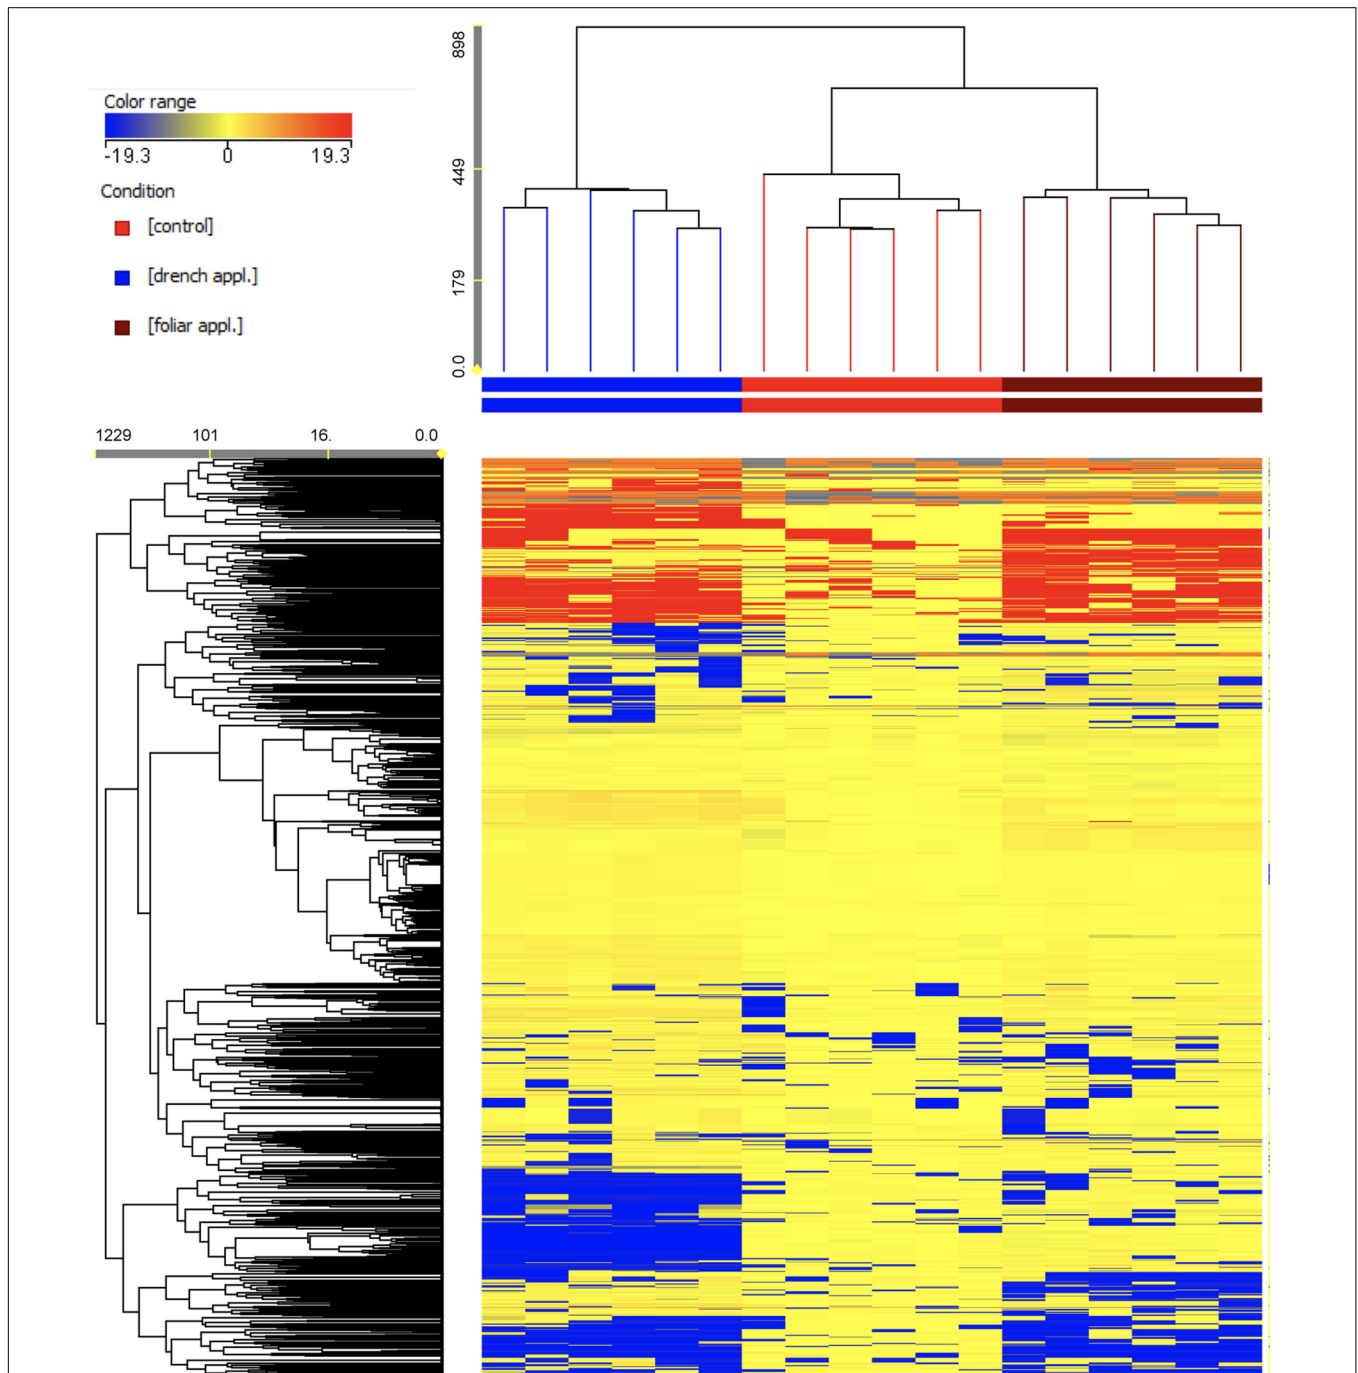 Color range
-19.3 0 19.3
Condition
[control]
[drench appl.]
[foliar appl.]
898
449
179
0.0
1229 101 16. 0.0